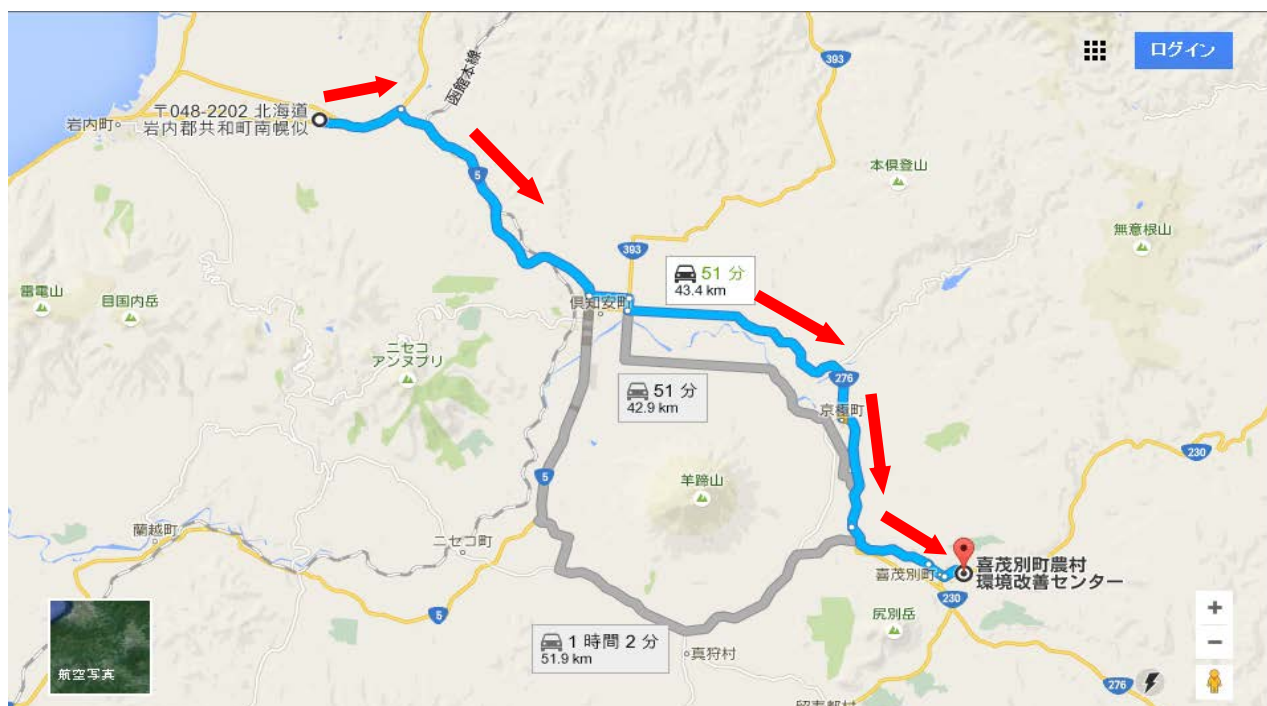 393
ログイン
函館本線
〒048-2202 北海道
岩内郡共和町南幌似
岩内町
本倶登山
5
無意根山
393
51 分
43.4 km
雷電山
目国内岳
倶知安町
ニセコ
アンヌプリ
276
51 分
42.9 km
京極町
230
5
羊蹄山
蘭越町
ニセコ町
喜茂別町農村
環境改善センター
喜茂別町
230
5
尻別岳
1 時間 2 分
51.9 km
真狩村
航空写真
276
留寿都村